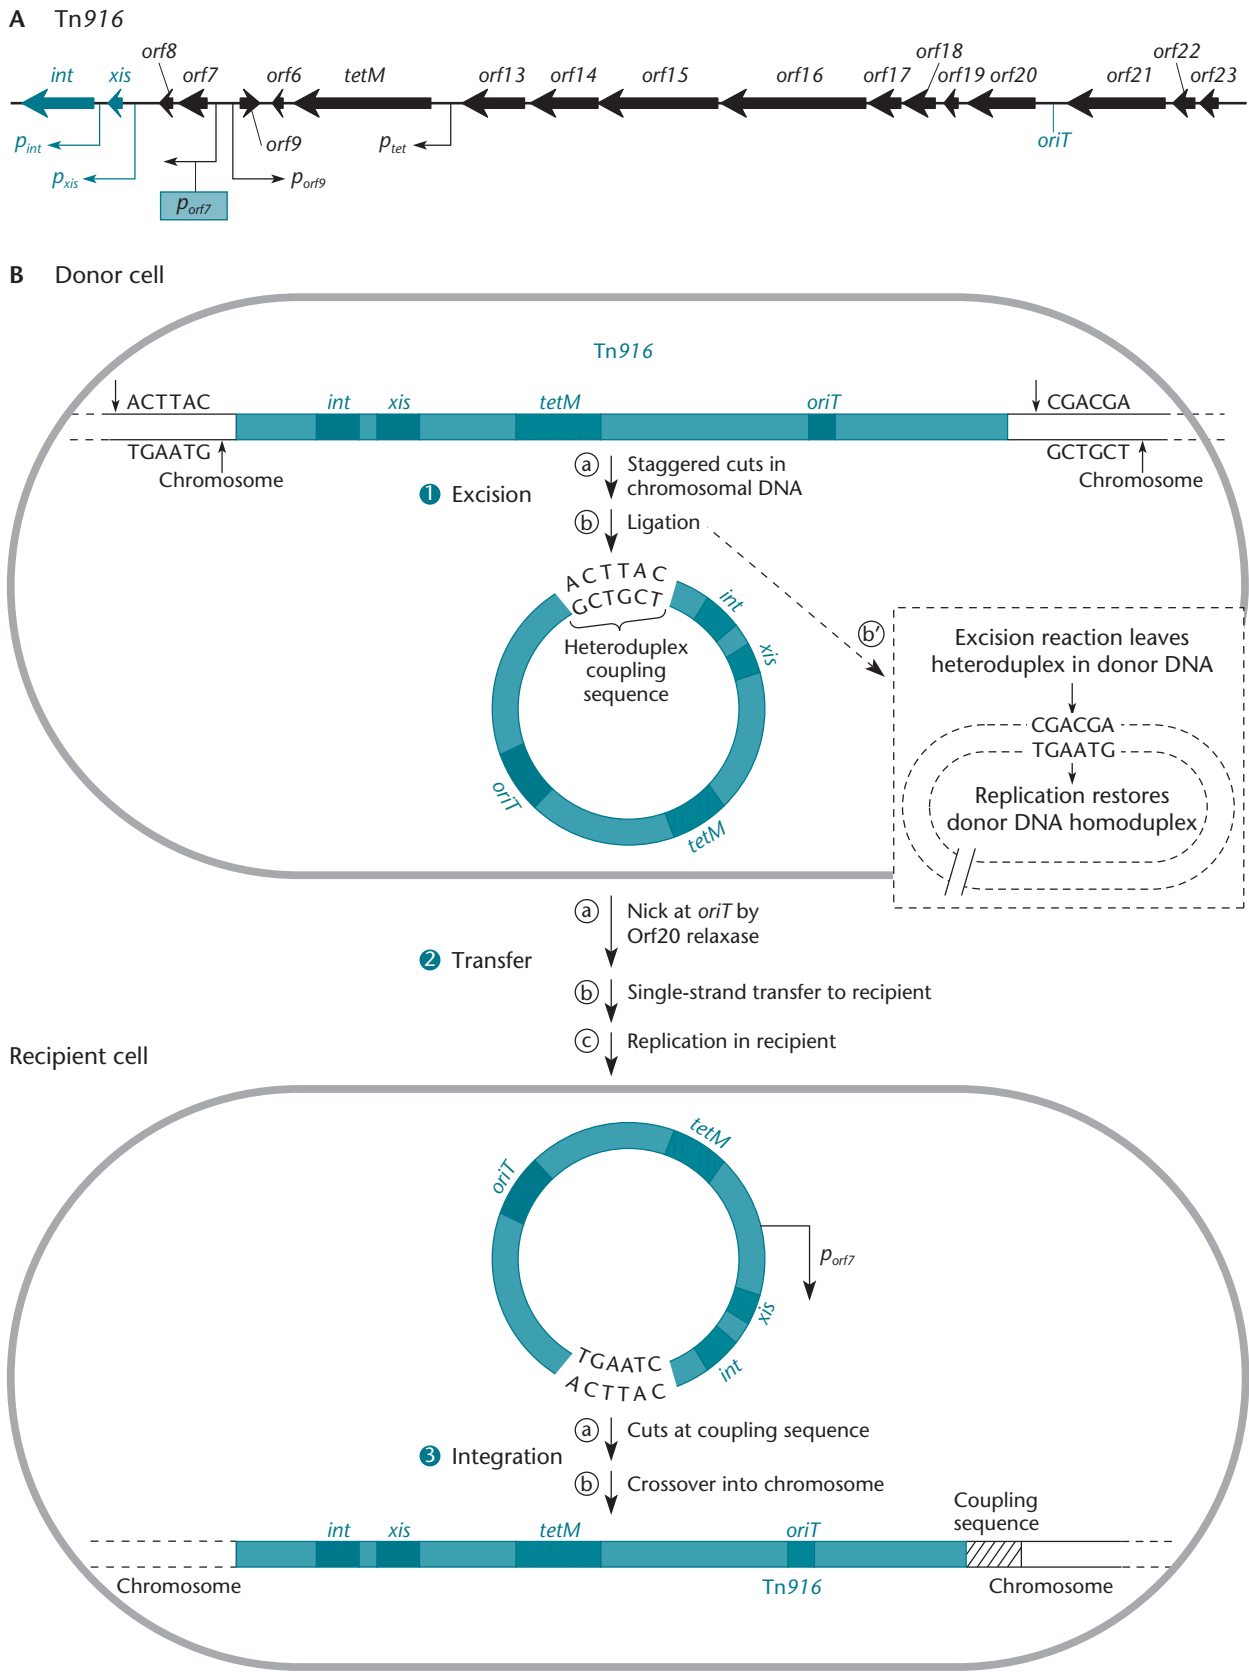 A Tn916
orf8 orf18 orf22
int xis orf7 orf6 tetM orf13 orf14 orf15 orf16 orf17 orf19 orf20 orf21 orf23
pint orf9 ptet oriT
pxis porf9
porf7
B Donor cell
Tn916
ACTTAC int xis tetM oriT CGACGA
TGAATG GCTGCT
Chromosome Chromosome
a Staggered cuts in
chromosomal DNA
1 Excision
b Ligation
ACTTAC
GCTGCT
int
xis
Heteroduplex
coupling
sequence
oriT
tetM
b′
Excision reaction leaves
heteroduplex in donor DNA
CGACGA
TGAATG
Replication restores
donor DNA homoduplex
a Nick at oriT by
Orf20 relaxase
2 Transfer
b Single-strand transfer to recipient
c Replication in recipient
Recipient cell
tetM
oriT
porf7
xis
int
TGAATC
ACTTAC
a Cuts at coupling sequence
3 Integration
b Crossover into chromosome
Coupling
sequence
int xis tetM oriT
Chromosome Tn916 Chromosome